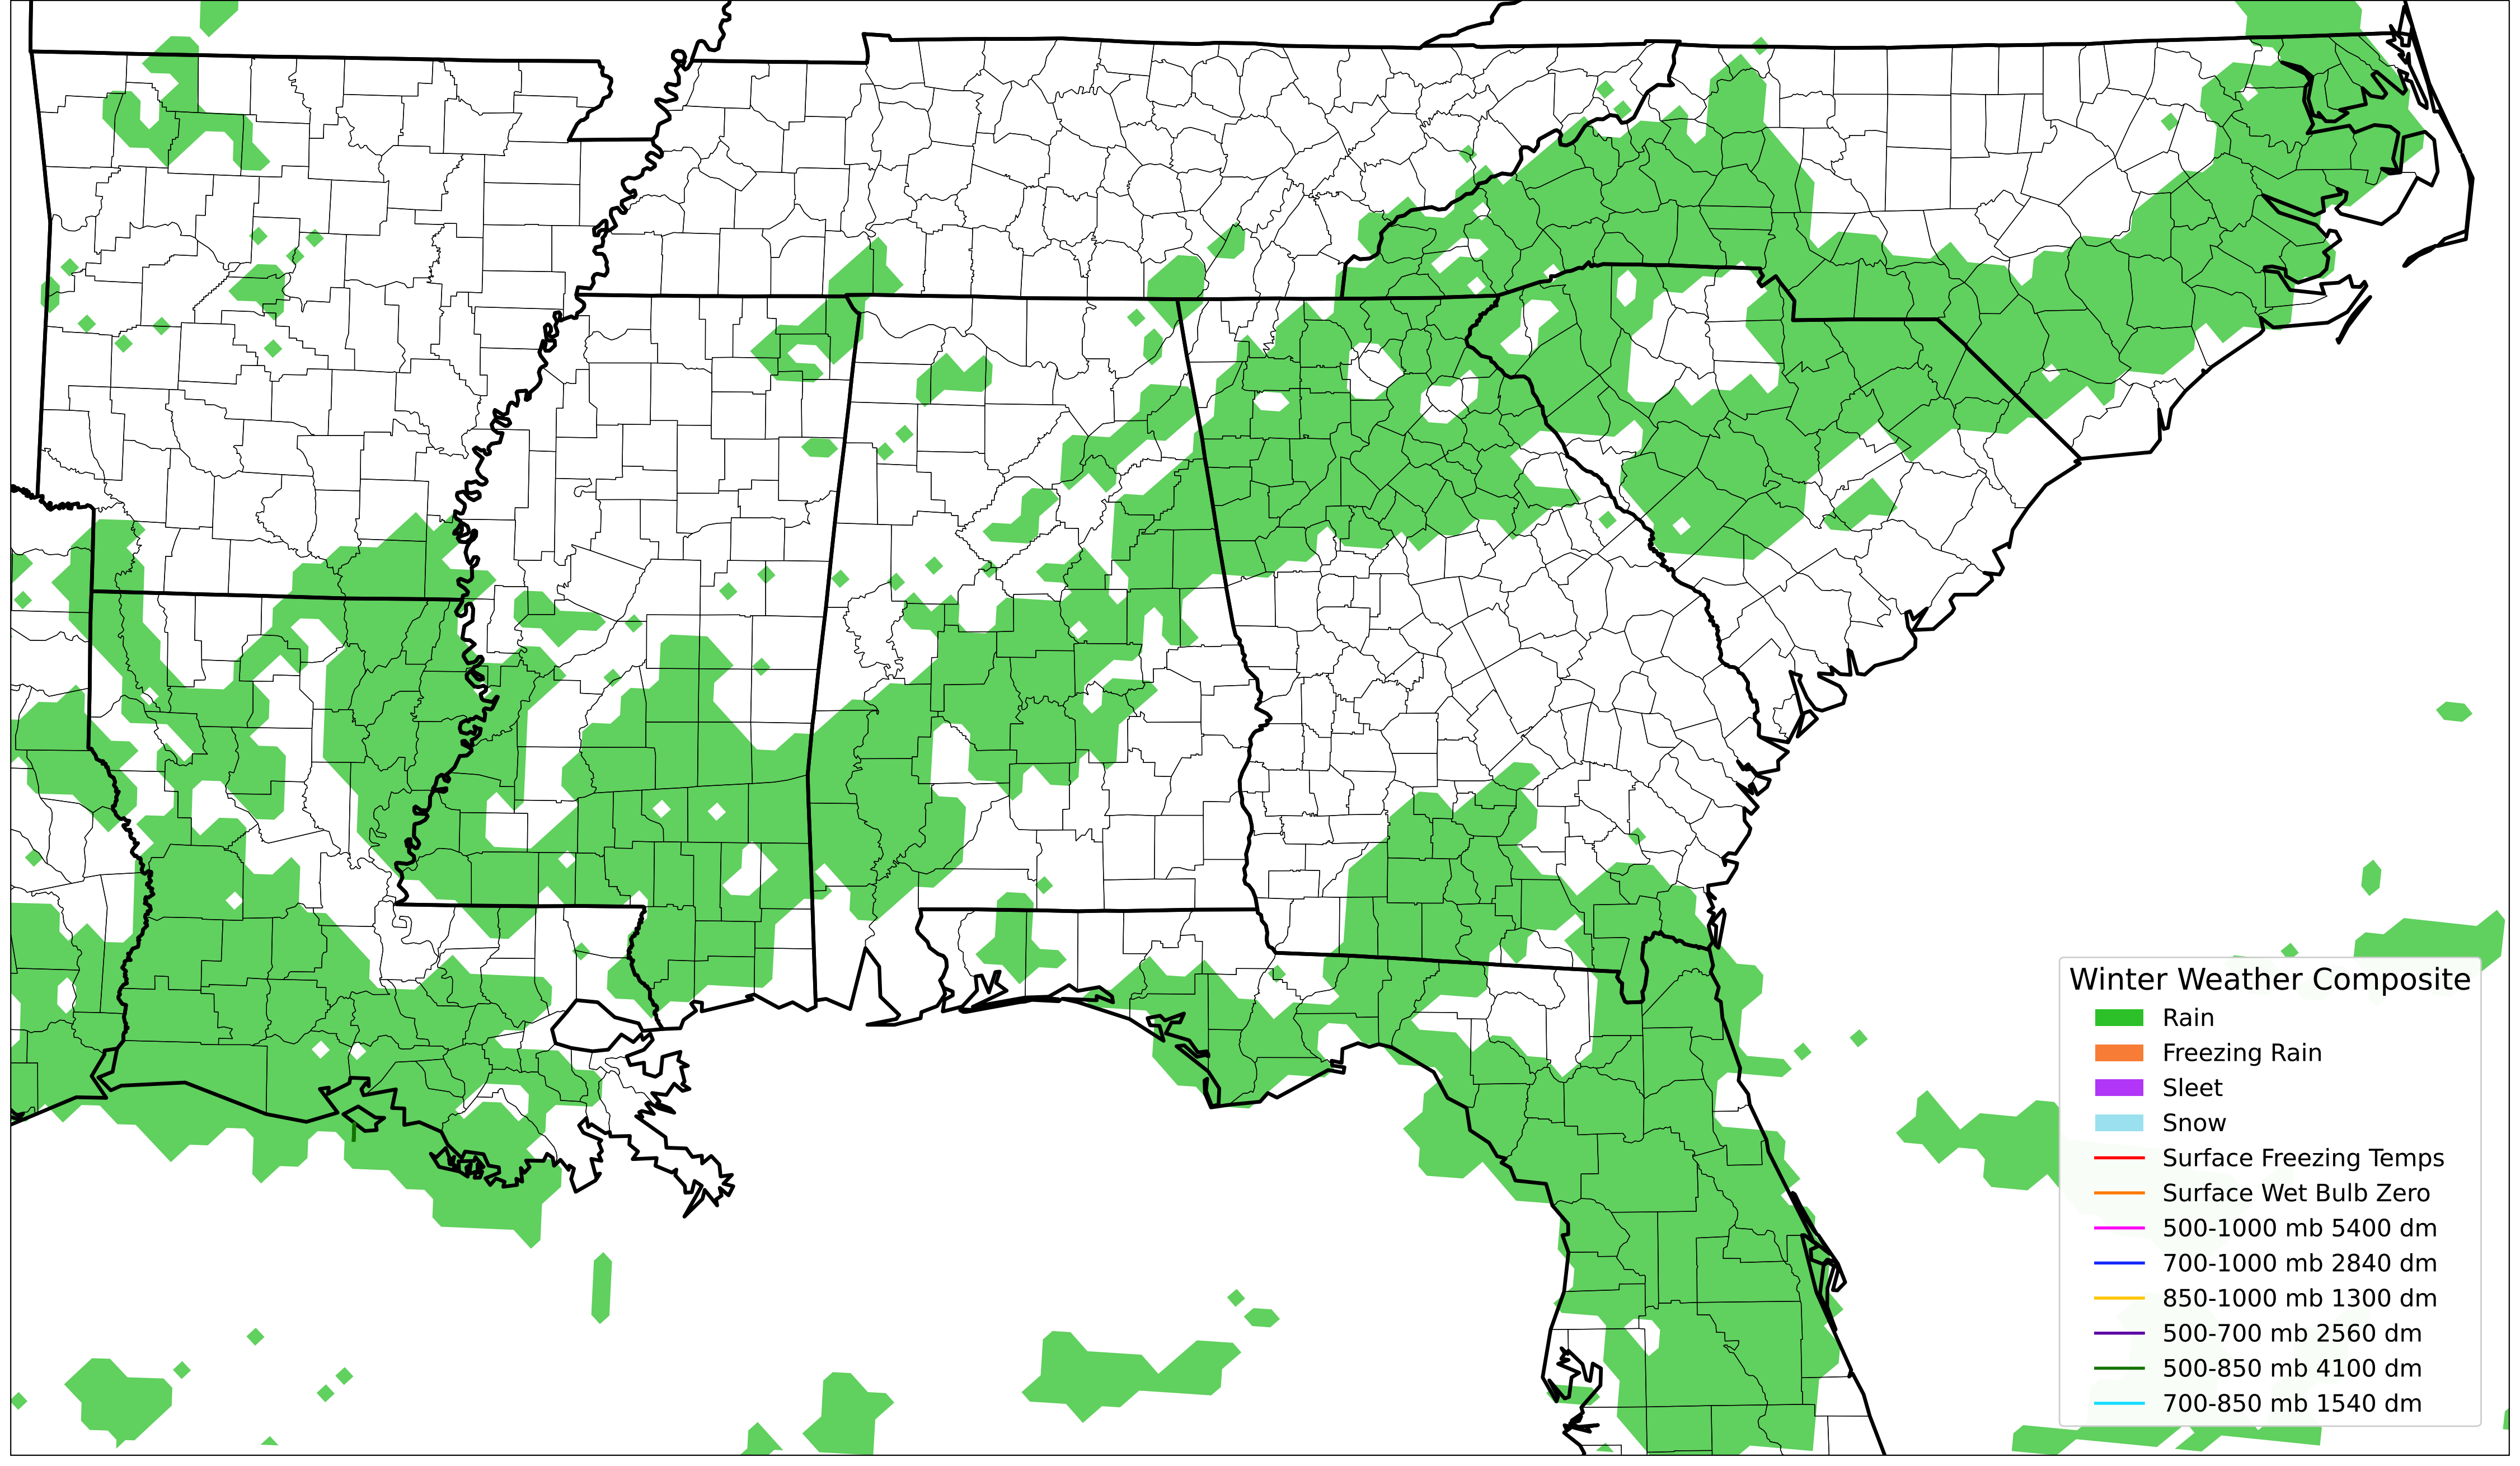 Winter Weather Composite
Rain
Freezing Rain
Sleet
Snow
Surface Freezing Temps
Surface Wet Bulb Zero
500-1000 mb 5400 dm
700-1000 mb 2840 dm
850-1000 mb 1300 dm
500-700 mb 2560 dm
500-850 mb 4100 dm
700-850 mb 1540 dm